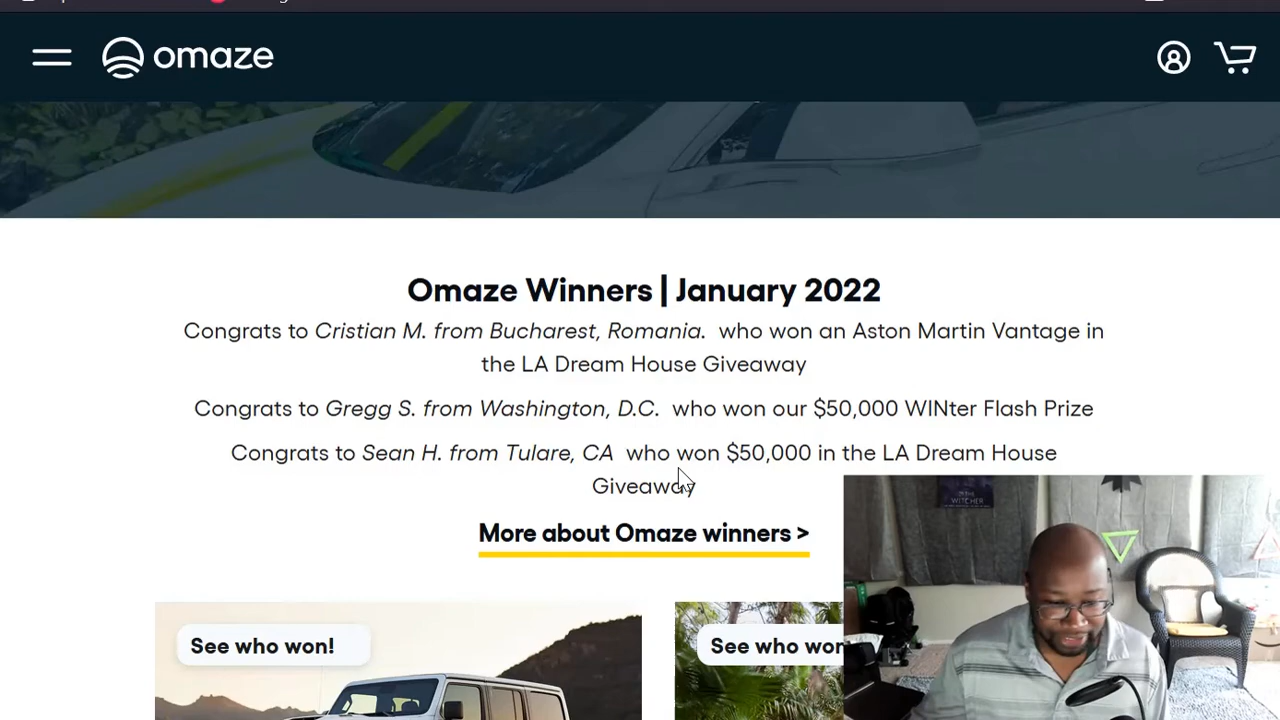 omaze
Omaze Winners | January 2022
Congrats to Cristian M. from Bucharest, Romania. who won an Aston Martin Vantage in
the LA Dream House Giveaway
Congrats to Gregg S. from Washington, D.C. who won our $50,000 WINter Flash Prize
Congrats to Sean H. from Tulare, CA who won $50,000 in the LA Dream House
Giveaway
More about Omaze winners >
See who won!
See who won
THE WITCHER